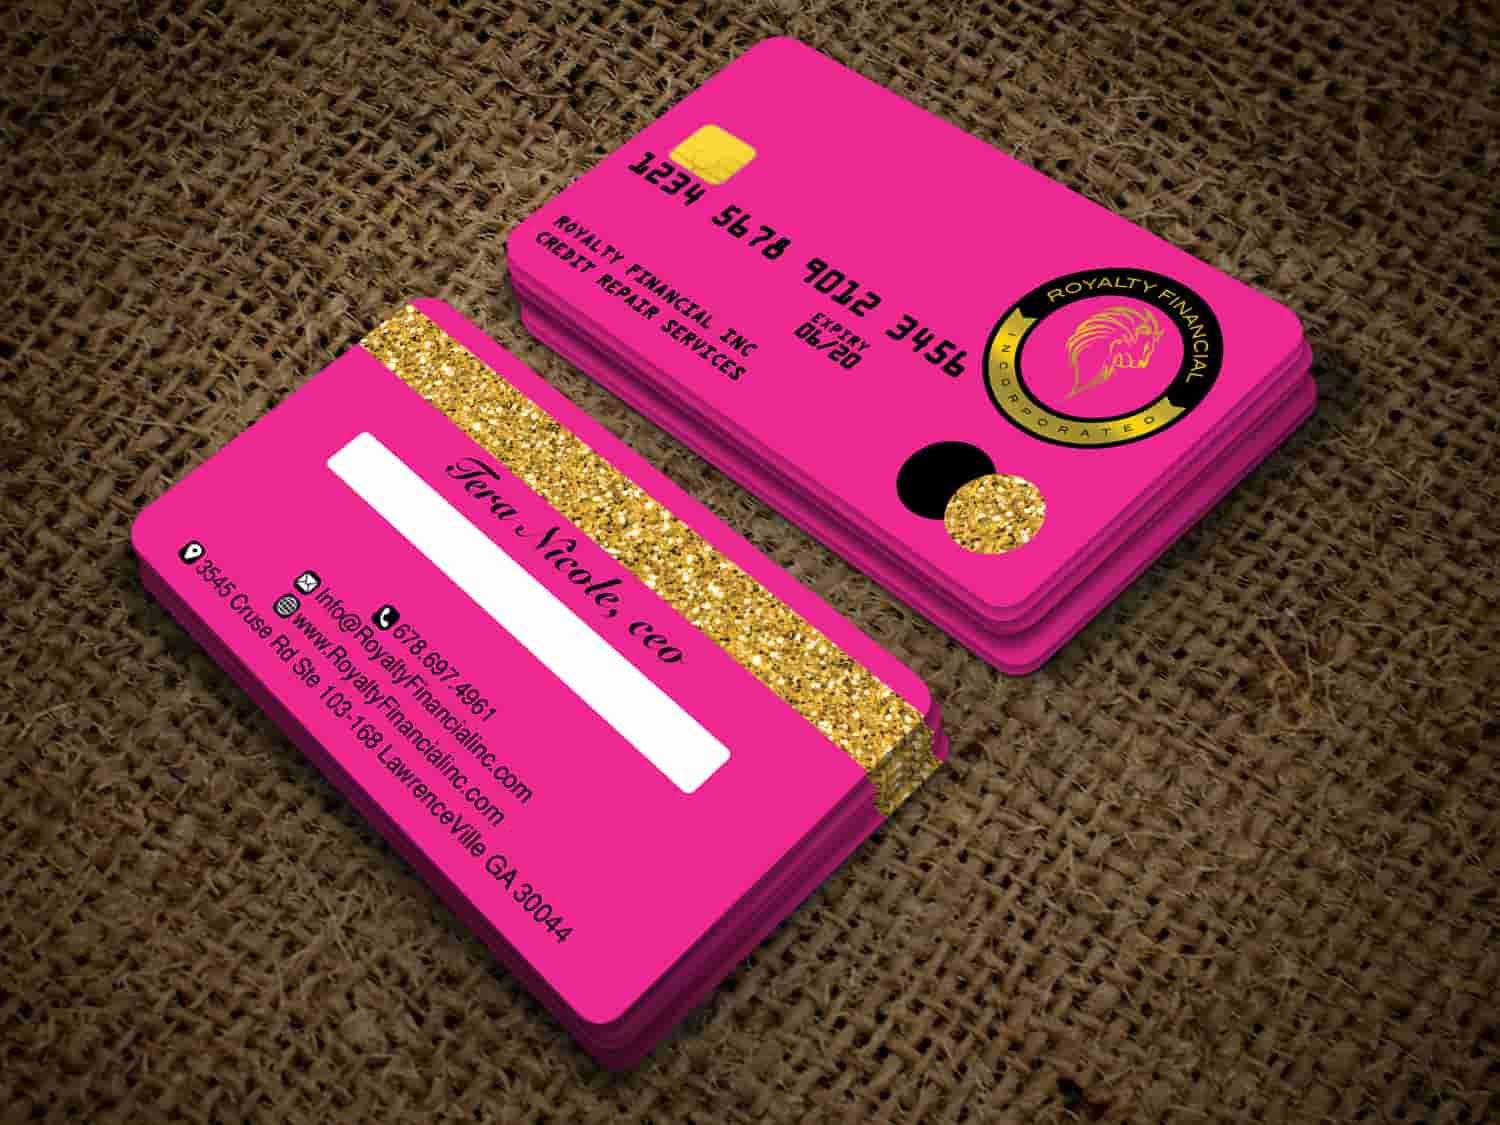 1234 5678 9012 3456
EXPIRY
06/20
ROYALTY FINANCIAL INC
CREDIT REPAIR SERVICES
ROYALTY FINANCIAL
INCORPORATED
Tera Nicole, ceo
678.697.4961
Info@RoyaltyFinancialinc.com
www.RoyaltyFinancialinc.com
3545 Cruse Rd Ste 103-168 LawrenceVille GA 30044